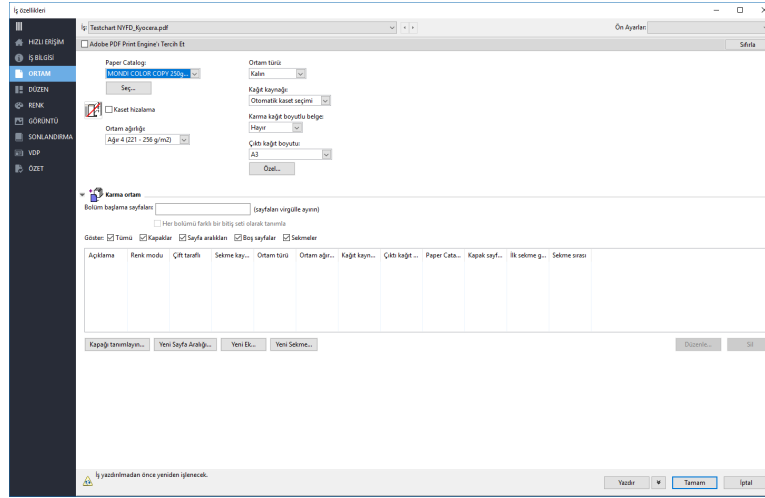 İş özellikleri
İş: Testchart NYFD_Kyocera.pdf
Ön Ayarlar:
Adobe PDF Print Engine'ı Tercih Et
Sıfırla
HIZLI ERİŞİM
İŞ BİLGİSİ
ORTAM
DÜZEN
RENK
GÖRÜNTÜ
SONLANDIRMA
VDP
ÖZET
Paper Catalog:
MONDI COLOR COPY 250g...
Seç...
Kaset hizalama
Ortam ağırlığı:
Ağır 4 (221 - 256 g/m2)
Ortam türü:
Kalın
Kağıt kaynağı:
Otomatik kaset seçimi
Karma kağıt boyutlu belge:
Hayır
Çıktı kağıt boyutu:
A3
Özel...
Karma ortam
Bölüm başlama sayfaları:
(sayfaları virgülle ayırın)
Her bölümü farklı bir bitiş seti olarak tanımla
Göster: Tümü Kapaklar Sayfa aralıkları Boş sayfalar Sekmeler
Açıklama Renk modu Çift taraflı Sekme kay... Ortam türü Ortam ağır... Kağıt kayn... Çıktı kağıt ... Paper Cata... Kapak sayf... İlk sekme g... Sekme sırası
Kapağı tanımlayın... Yeni Sayfa Aralığı... Yeni Ek... Yeni Sekme... Düzenle... Sil
İş yazdırılmadan önce yeniden işlenecek.
Yazdır Tamam İptal